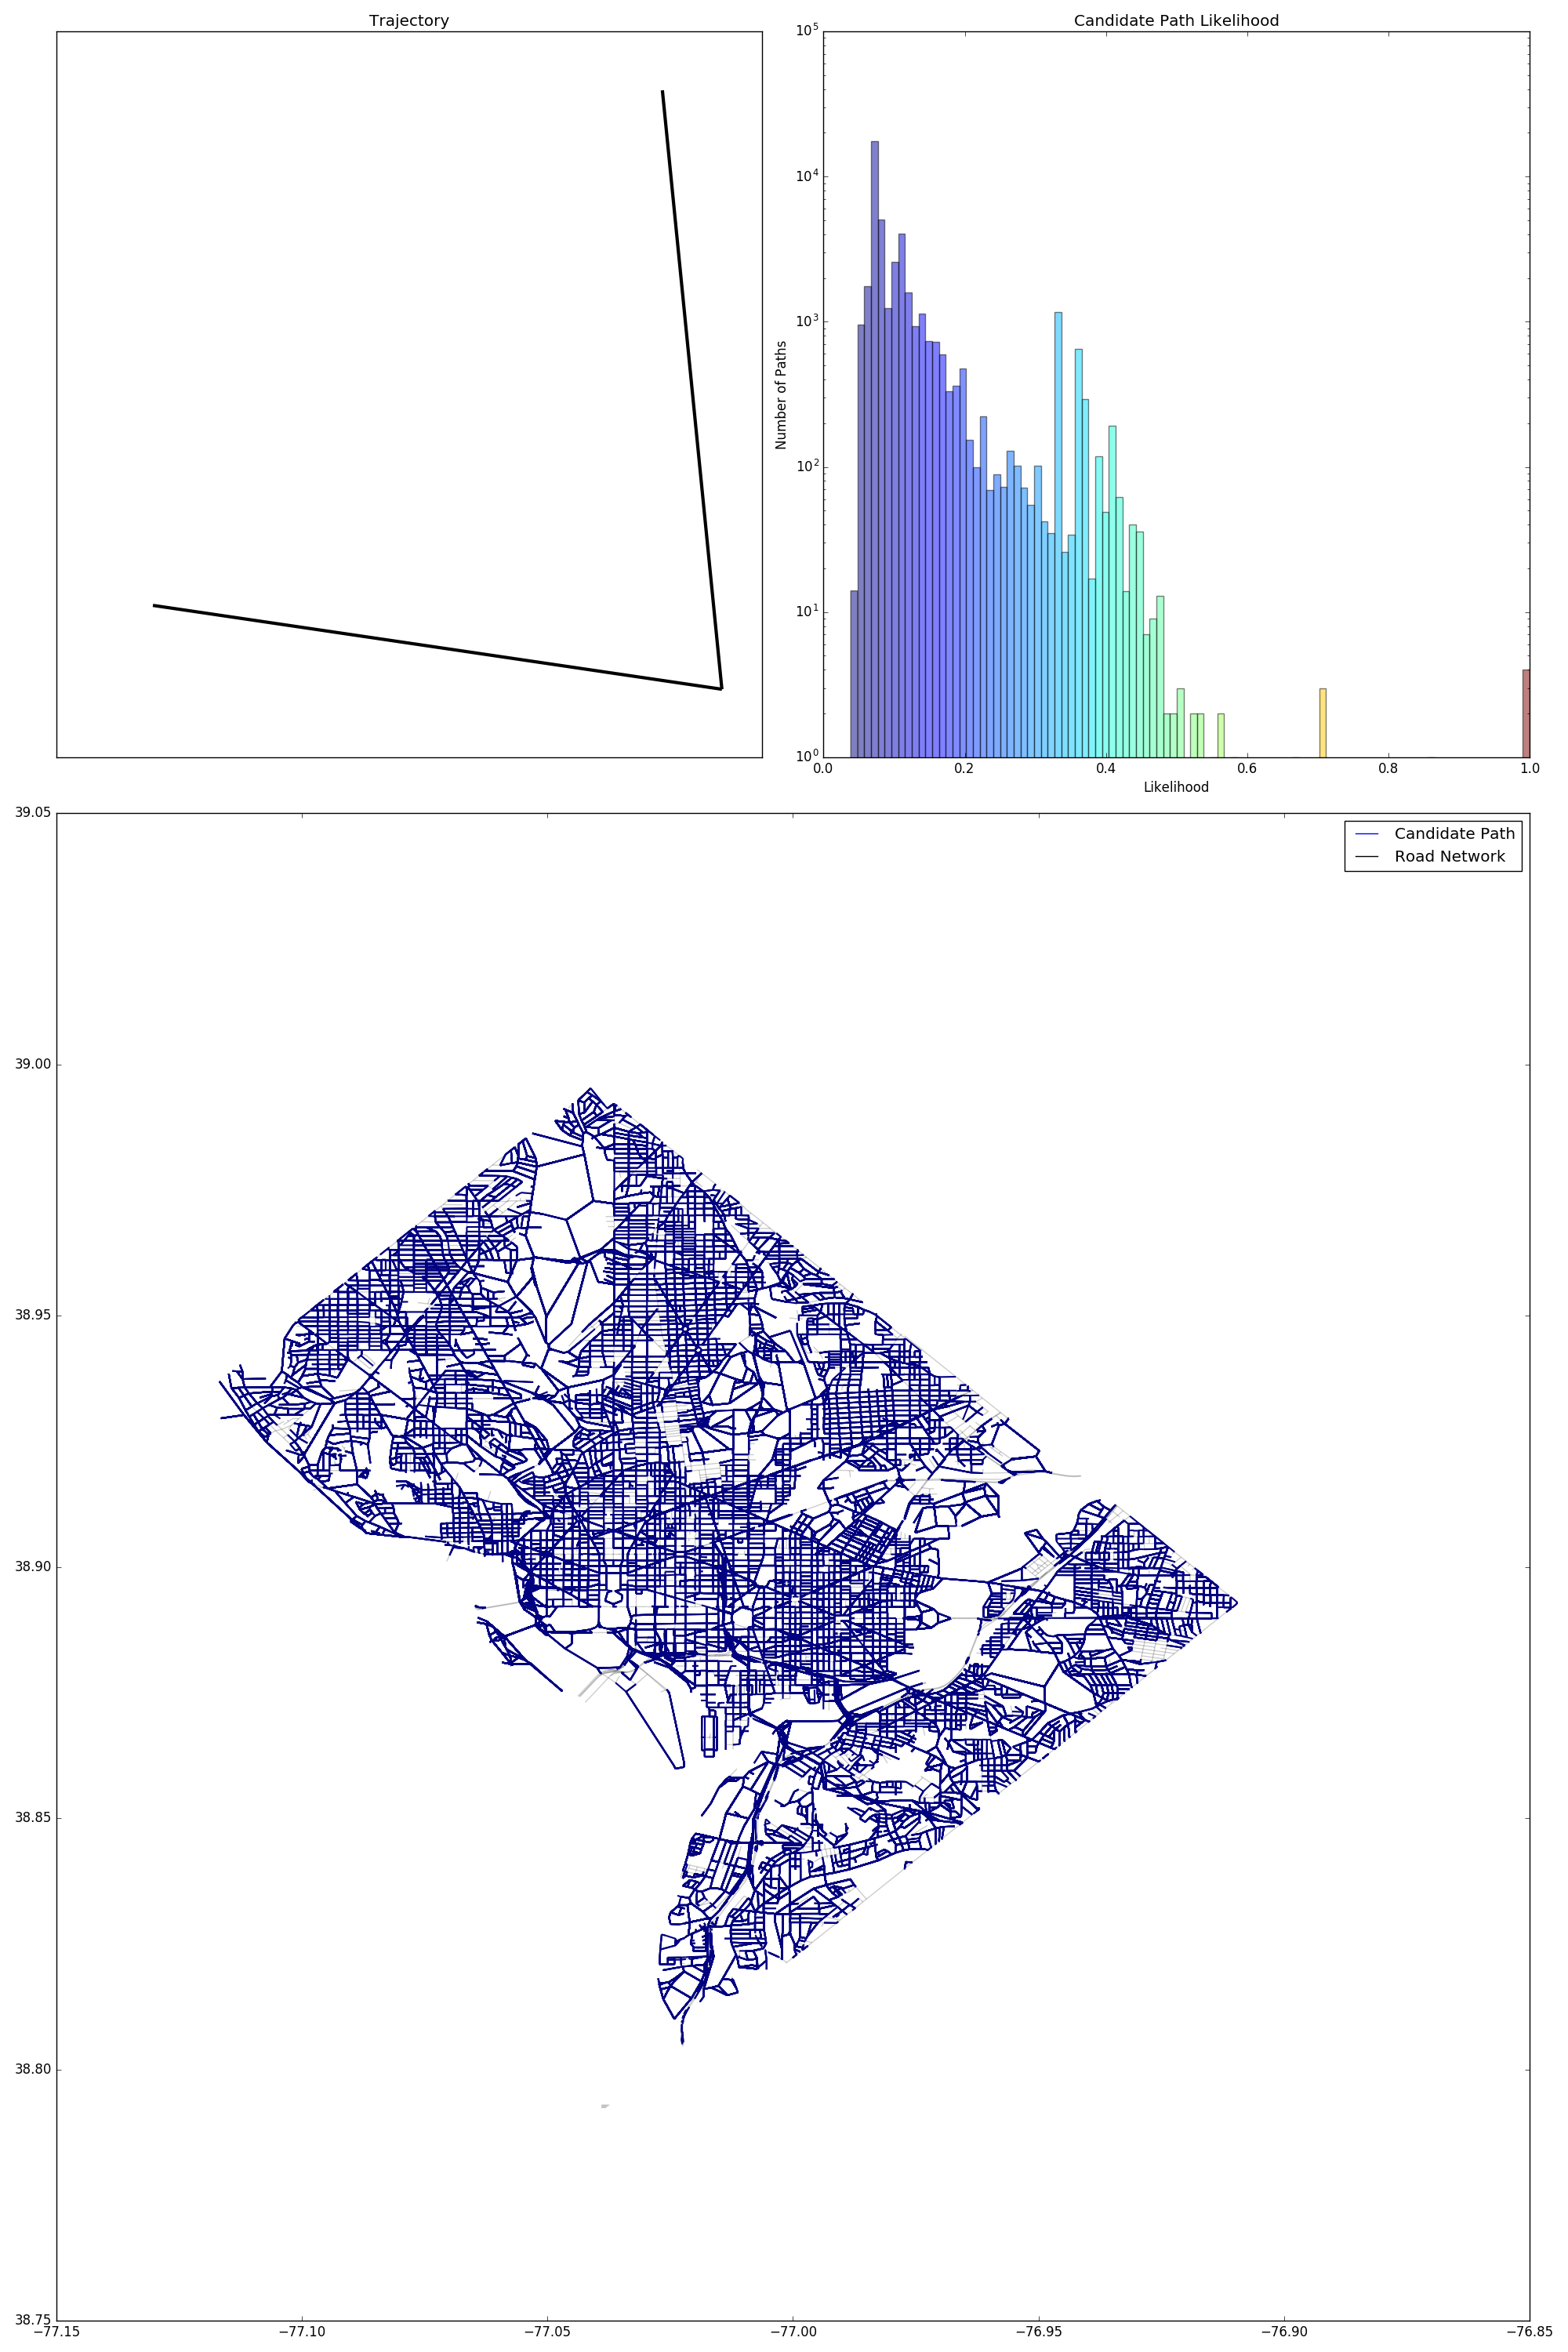 Trajectory
Candidate Path Likelihood
10^5
10^4
10^3
10^2
10^1
10^0
Number of Paths
0.0 0.2 0.4 0.6 0.8 1.0
Likelihood
39.05
39.00
38.95
38.90
38.85
38.80
38.75
Candidate Path
Road Network
−77.15 −77.10 −77.05 −77.00 −76.95 −76.90 −76.85